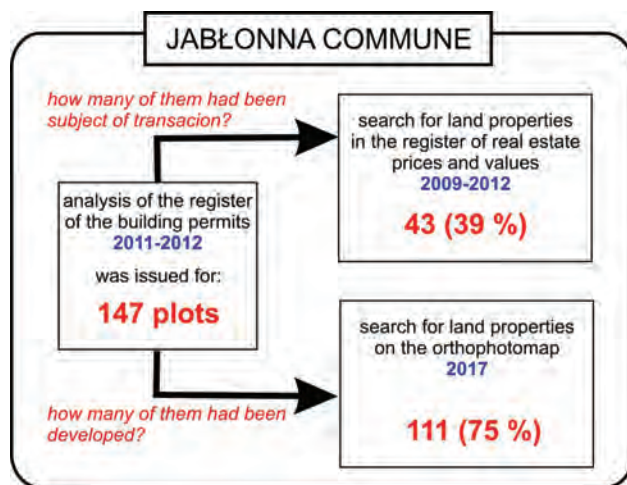 JABŁONNA COMMUNE
how many of them had been
subject of transacion?
search for land properties
in the register of real estate
prices and values
2009-2012
43 (39 %)
analysis of the register
of the building permits
2011-2012
was issued for:
147 plots
search for land properties
on the orthophotomap
2017
111 (75 %)
how many of them had been
developed?